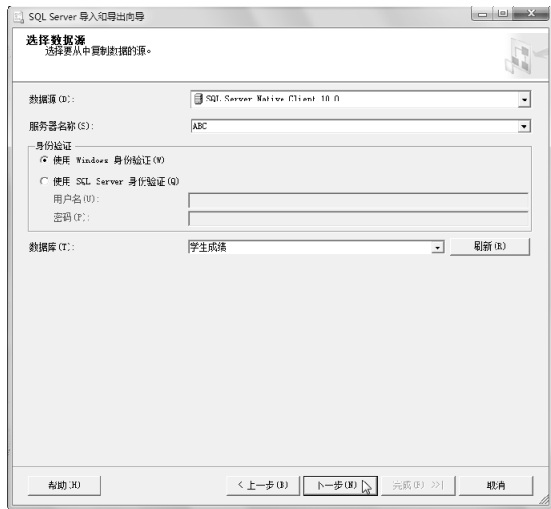 SQL Server 导入和导出向导
选择数据源
选择要从中复制数据的源。
数据源(D): SQL Server Native Client 10.0
服务器名称(S): ABC
身份验证
使用 Windows 身份验证(W)
使用 SQL Server 身份验证(Q)
用户名(U):
密码(P):
数据库(T): 学生成绩 刷新(R)
帮助(H) < 上一步(B) 下一步(N) 完成(F) >>| 取消